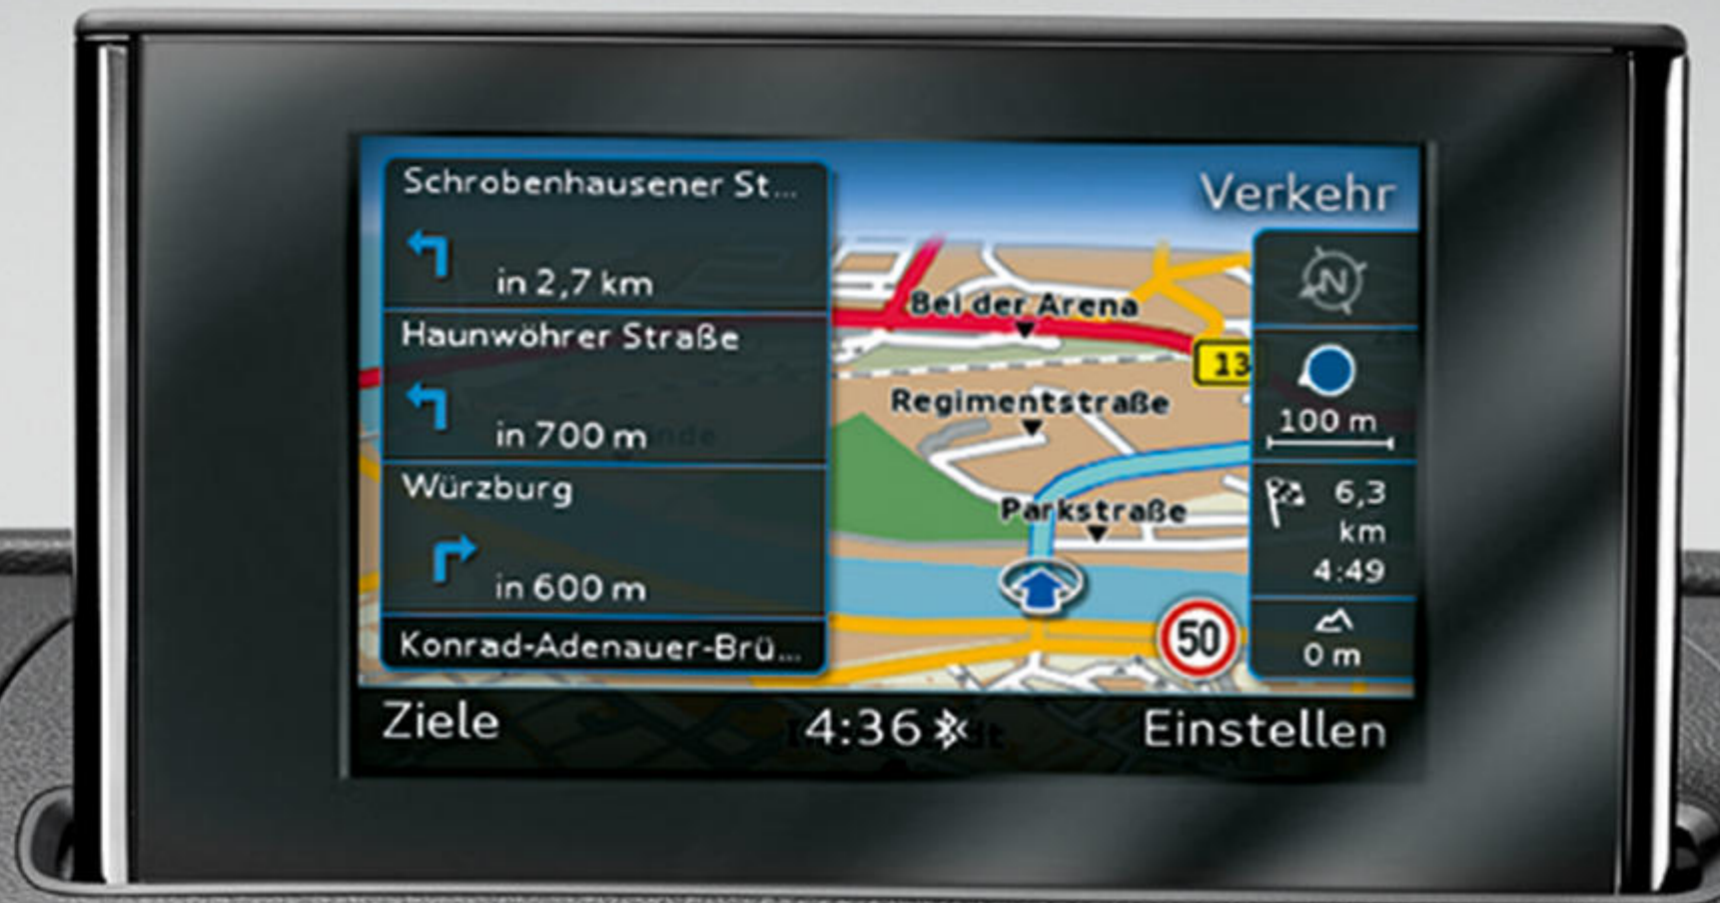 Schrobenhausener St...
in 2,7 km
Haunwöhrer Straße
in 700 m
Würzburg
in 600 m
Konrad-Adenauer-Brü...
Verkehr
Bei der Arena
13
Regimentstraße
Parkstraße
50
N
100 m
6,3
km
4:49
0 m
Ziele
4:36
Einstellen